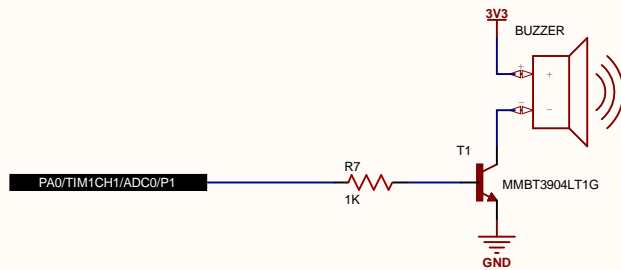 3V3
BUZZER
+
+
-
-
T1
R7
PA0/TIM1CH1/ADC0/P1
1K
MMBT3904LT1G
GND